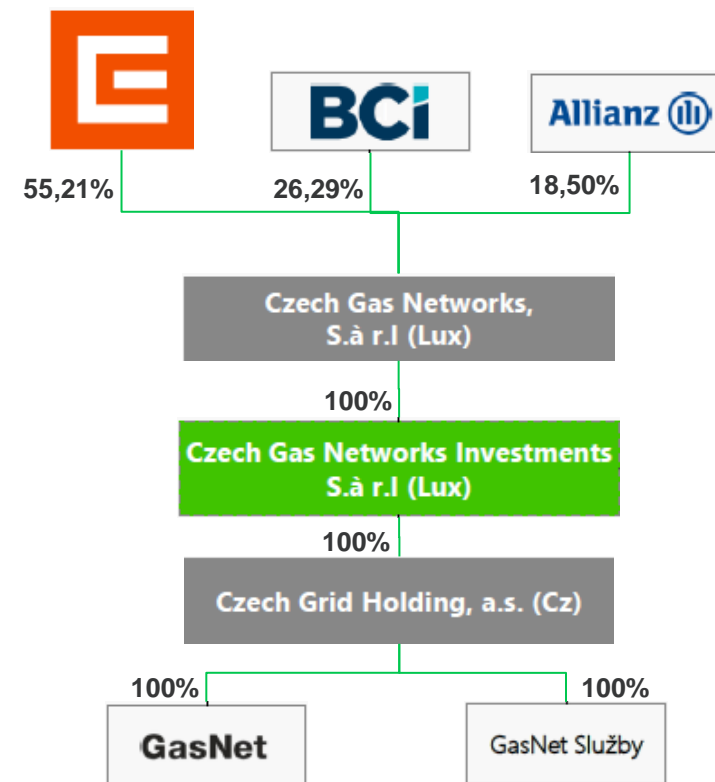 BCi
Allianz
55,21%
26,29%
18,50%
Czech Gas Networks,
S.à r.l (Lux)
100%
Czech Gas Networks Investments
S.à r.l (Lux)
100%
Czech Grid Holding, a.s. (Cz)
100%
100%
GasNet
GasNet Služby